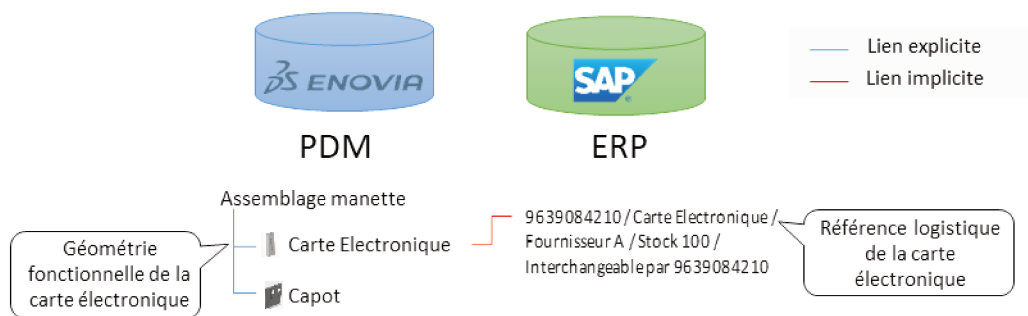 3DS ENOVIA
SAP
®
Lien explicite
Lien implicite
PDM
ERP
Assemblage manette
Carte Electronique
Capot
Géométrie
fonctionnelle de la
carte électronique
9639084210 / Carte Electronique /
Fournisseur A / Stock 100 /
Interchangeable par 9639084210
Référence logistique
de la carte
électronique